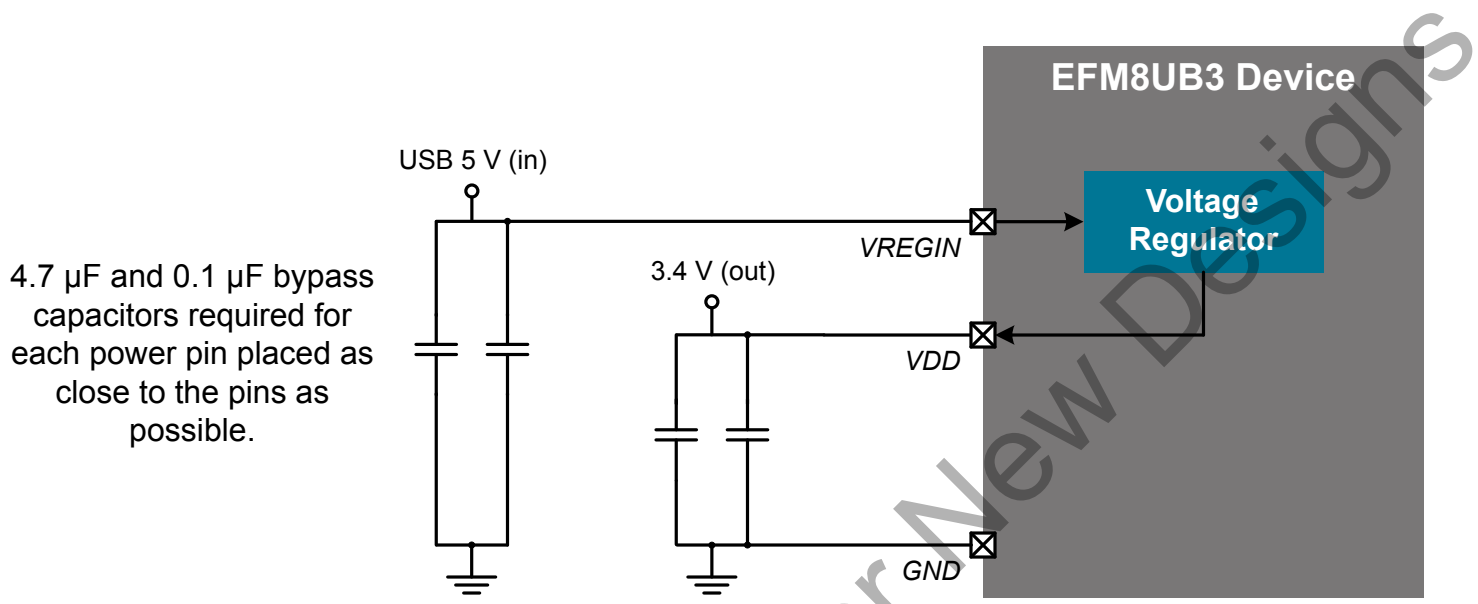 EFM8UB3 Device
USB 5 V (in)
Voltage
Regulator
VREGIN
3.4 V (out)
4.7 µF and 0.1 µF bypass
capacitors required for
each power pin placed as
close to the pins as
possible.
VDD
GND
New Designs